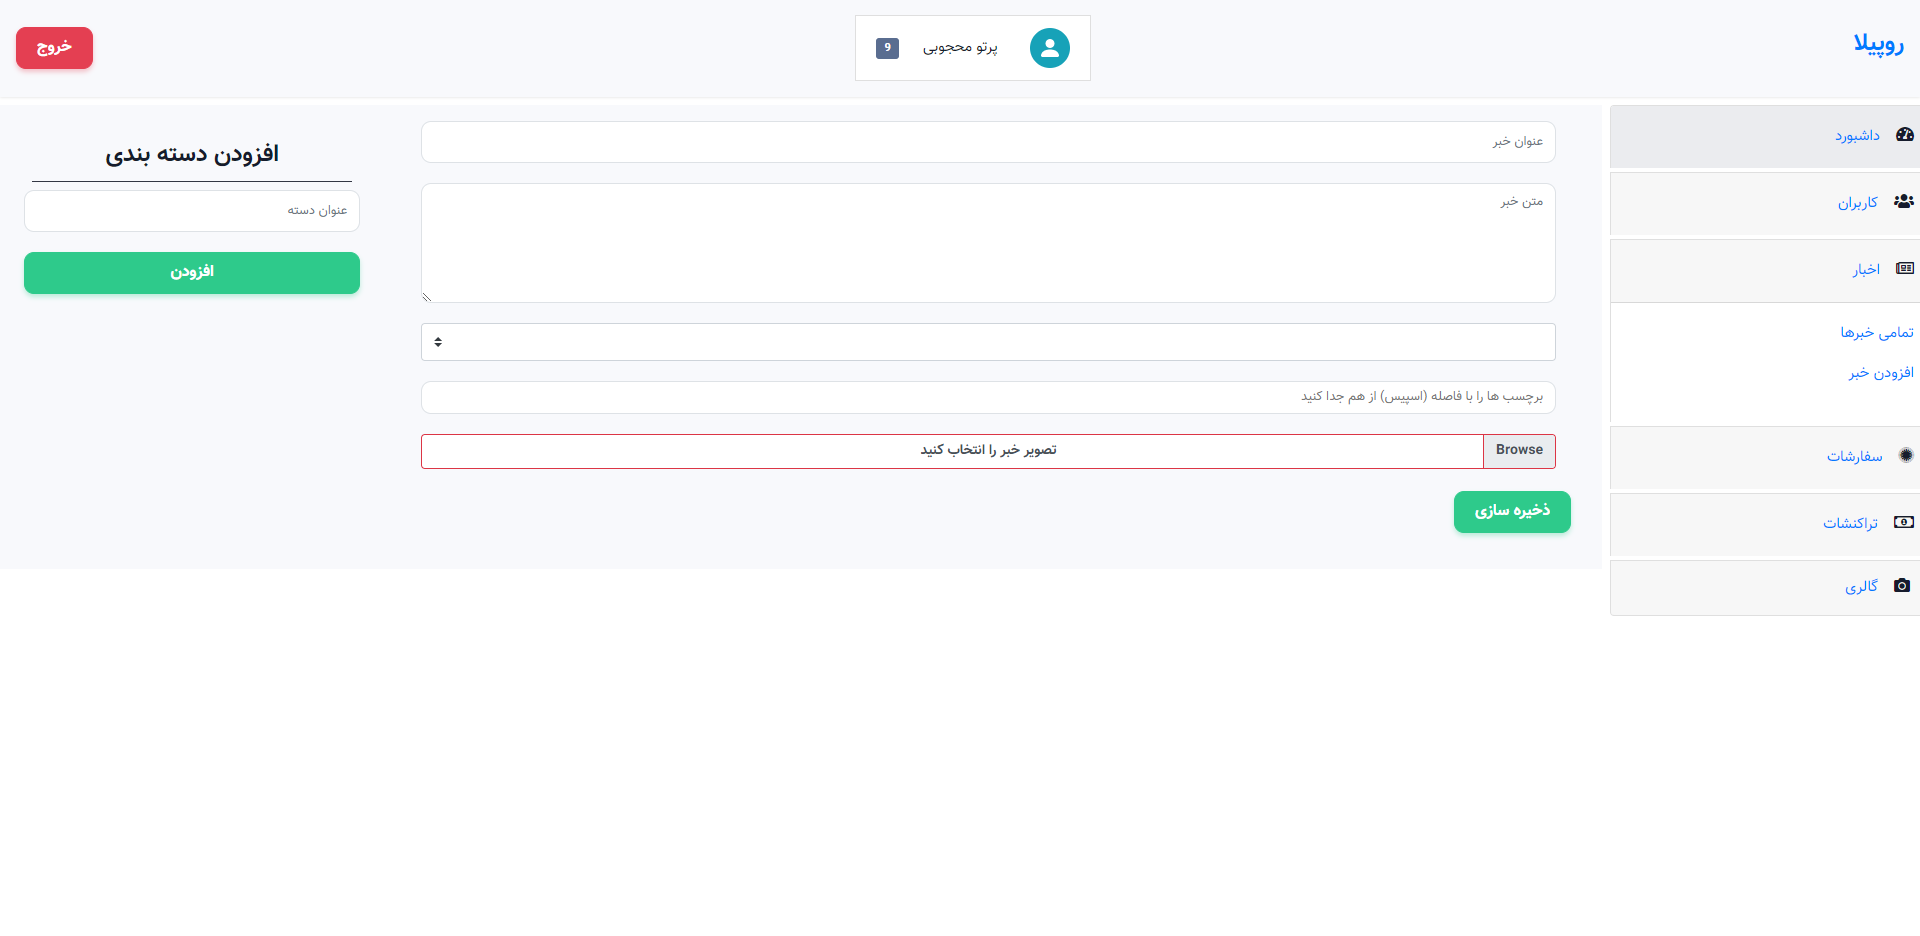 روپیلا
پرتو محجوبی
9
خروج
داشبورد
کاربران
اخبار
تمامی خبرها
افزودن خبر
سفارشات
تراکنشات
گالری
عنوان خبر
متن خبر
برچسب ها را با فاصله (اسپیس) از هم جدا کنید
Browse
تصویر خبر را انتخاب کنید
ذخیره سازی
افزودن دسته بندی
عنوان دسته
افزودن